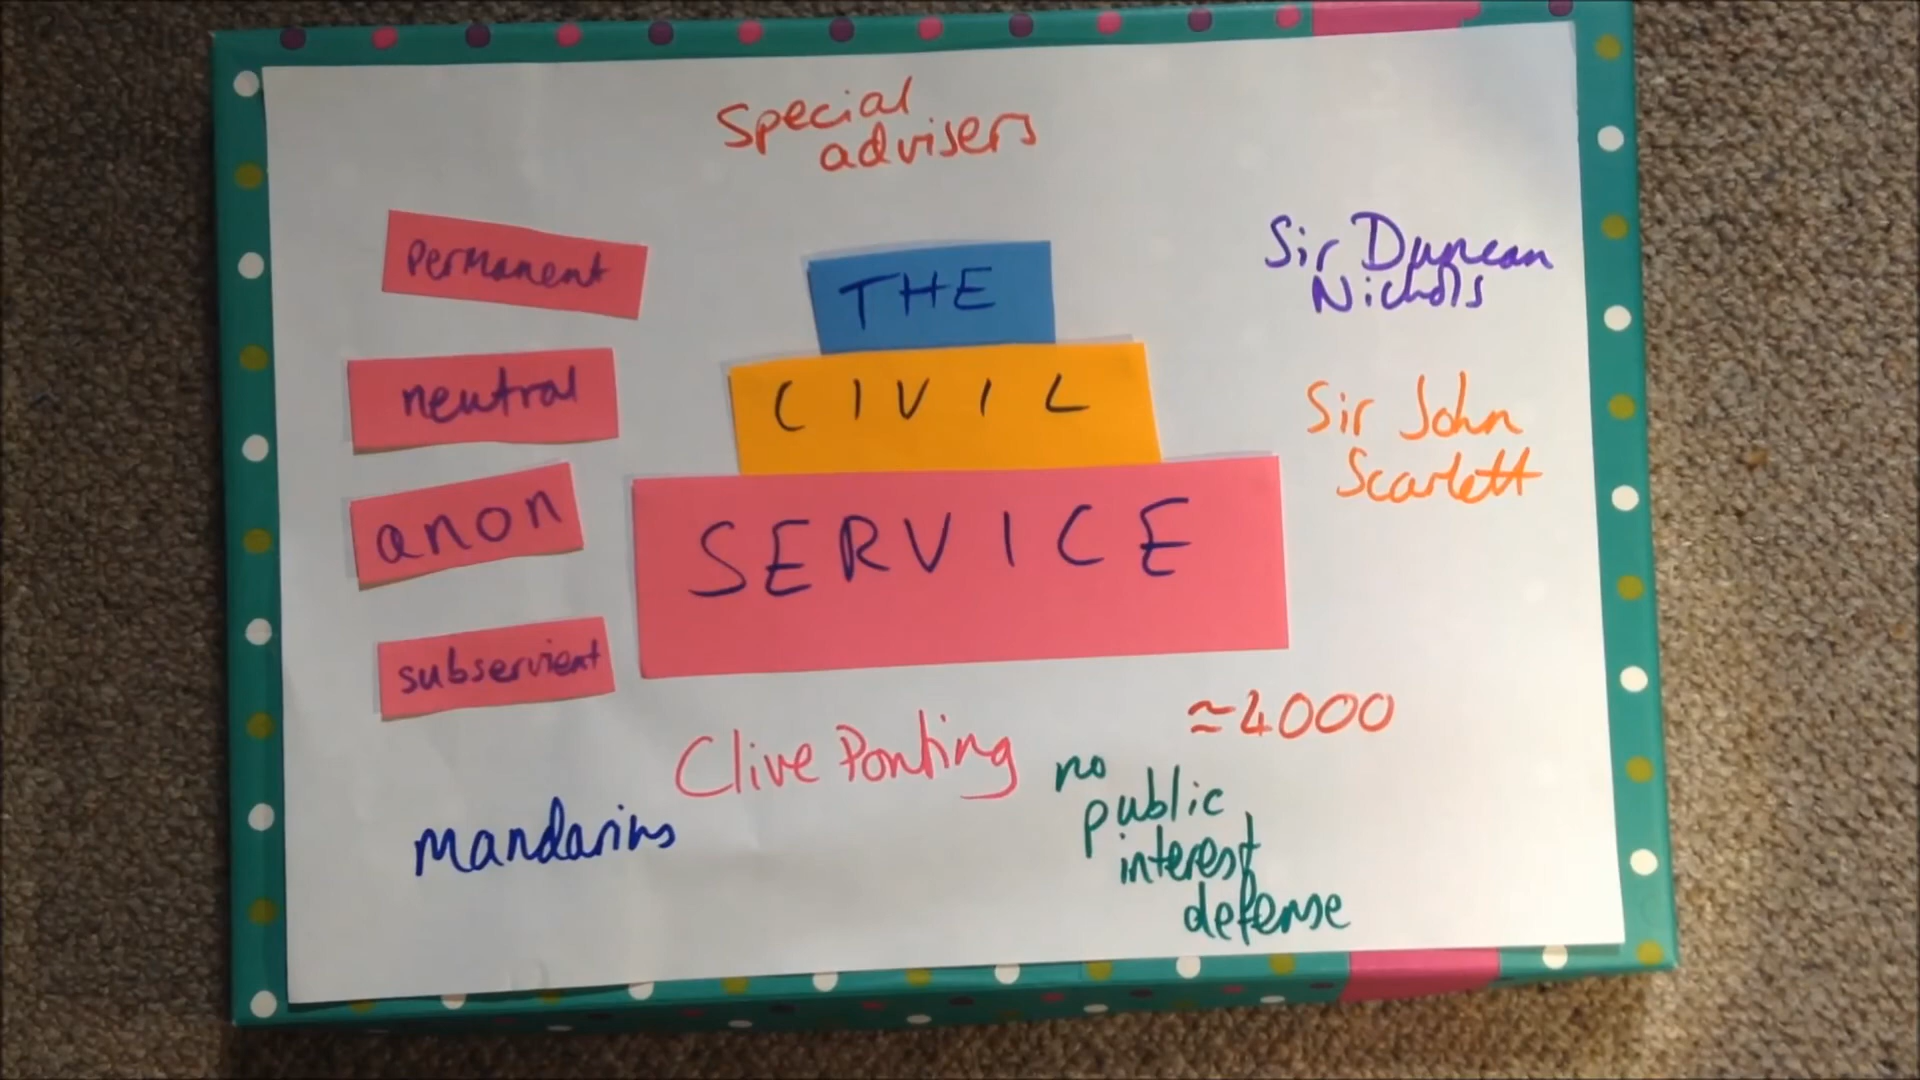 Special
advisers
permanent
neutral
anon
subservient
THE
CIVIL
SERVICE
Sir Duncan
Nichols
Sir John
Scarlett
≈4000
Clive Ponting
mandarins
no
public
interest
defense